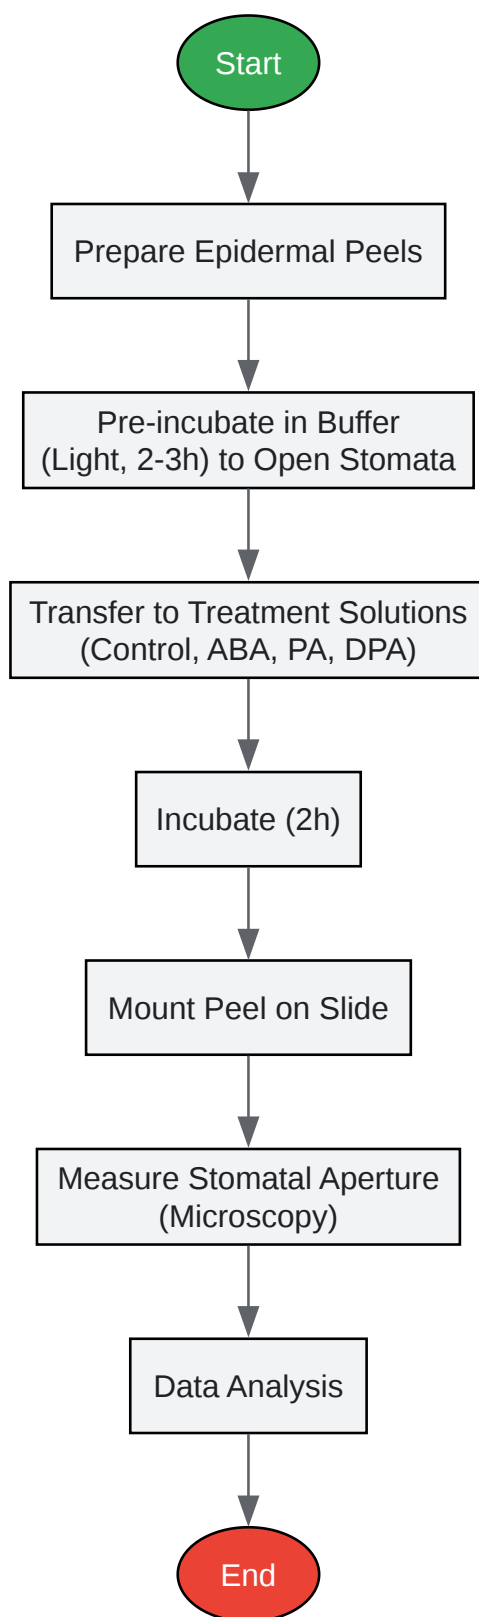 Start
Prepare Epidermal Peels
Pre-incubate in Buffer
(Light, 2-3h) to Open Stomata
Transfer to Treatment Solutions
(Control, ABA, PA, DPA)
Incubate (2h)
Mount Peel on Slide
Measure Stomatal Aperture
(Microscopy)
Data Analysis
End